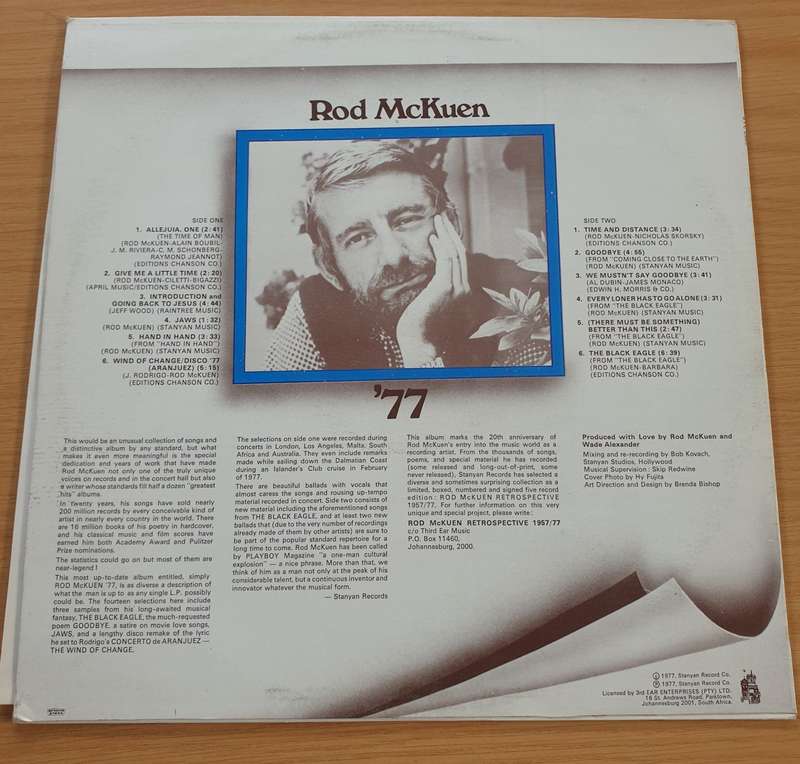 Rod McKuen
SIDE ONE
1. ALLEJUIA, ONE (2:41)
(THE TIME OF MAN)
(ROD McKUEN-ALAIN BOUBIL-
J. M. RIVIERA-C. M. SCHONBERG-
RAYMOND JEANNOT)
(EDITIONS CHANSON CO.)
2. GIVE ME A LITTLE TIME (2:20)
(ROD McKUEN-CILETTI-BIGAZZI)
(APRIL MUSIC/EDITIONS CHANSON CO.)
3. INTRODUCTION and
GOING BACK TO JESUS (4:44)
(JEFF WOOD) (RAINTREE MUSIC)
4. JAWS (1:32)
(ROD McKUEN) (STANYAN MUSIC)
5. HAND IN HAND (3:33)
(FROM "HAND IN HAND")
(ROD McKUEN) (STANYAN MUSIC)
6. WIND OF CHANGE/DISCO '77
(ARANJUEZ) (5:15)
(J. RODRIGO-ROD McKUEN)
(EDITIONS CHANSON CO.)
SIDE TWO
1. TIME AND DISTANCE (3:34)
(ROD McKUEN-NICHOLAS SKORSKY)
(EDITIONS CHANSON CO.)
2. GOODBYE (4:55)
(FROM "COMING CLOSE TO THE EARTH")
(ROD McKUEN) (STANYAN MUSIC)
3. WE MUSTN'T SAY GOODBYE (3:41)
(AL DUBIN-JAMES MONACO)
(EDWIN H. MORRIS & CO.)
4. EVERY LONER HAS TO GO ALONE (3:31)
(FROM "THE BLACK EAGLE")
(ROD McKUEN) (STANYAN MUSIC)
5. (THERE MUST BE SOMETHING)
BETTER THAN THIS (2:47)
(FROM "THE BLACK EAGLE")
(ROD McKUEN) (STANYAN MUSIC)
6. THE BLACK EAGLE (6:39)
(FROM "THE BLACK EAGLE")
(ROD McKUEN-BARBARA)
(EDITIONS CHANSON CO.)
'77
This would be an unusual collection of songs and
a distinctive album by any standard, but what
makes it even more meaningful is the special
dedication and years of work that have made
Rod McKuen not only one of the truly unique
voices on records and in the concert hall but also
a writer whose standards fill half a dozen "greatest
hits" albums.
In twenty years, his songs have sold nearly
200 million records by every conceivable kind of
artist in nearly every country in the world. There
are 16 million books of his poetry in hardcover,
and his classical music and film scores have
earned him both Academy Award and Pulitzer
Prize nominations.
The statistics could go on but most of them are
near-legend !
This most up-to-date album entitled, simply
ROD McKUEN '77, is as diverse a description of
what the man is up to as any single L.P. possibly
could be. The fourteen selections here include
three samples from his long-awaited musical
fantasy, THE BLACK EAGLE, the much-requested
poem GOODBYE, a satire on movie love songs,
JAWS, and a lengthy disco remake of the lyric
he set to Rodrigo's CONCERTO de ARANJUEZ —
THE WIND OF CHANGE.
The selections on side one were recorded during
concerts in London, Los Angeles, Malta, South
Africa and Australia. They even include remarks
made while sailing down the Dalmatian Coast
during an Islander's Club cruise in February
of 1977.
There are beautiful ballads with vocals that
almost caress the songs and rousing up-tempo
material recorded in concert. Side two consists of
new material including the aforementioned songs
from THE BLACK EAGLE, and at least two new
ballads that (due to the very number of recordings
already made of them by other artists) are sure to
be part of the popular standard repertoire for a
long time to come. Rod McKuen has been called
by PLAYBOY Magazine "a one-man cultural
explosion" — a nice phrase. More than that, we
think of him as a man not only at the peak of his
considerable talent, but a continuous inventor and
innovator whatever the musical form.
— Stanyan Records
This album marks the 20th anniversary of
Rod McKuen's entry into the music world as a
recording artist. From the thousands of songs,
poems, and special material he has recorded
(some released and long-out-of-print, some
never released), Stanyan Records has selected a
diverse and sometimes surprising collection as a
limited, boxed, numbered and signed five record
edition: ROD McKUEN RETROSPECTIVE
1957/77. For further information on this very
unique and special project, please write:
ROD McKUEN RETROSPECTIVE 1957/77
c/o Third Ear Music
P.O. Box 11460,
Johannesburg, 2000.
Produced with Love by Rod McKuen and
Wade Alexander
Mixing and re-recording by Bob Kovach,
Stanyan Studios, Hollywood
Musical Supervision: Skip Redwine
Cover Photo by Hy Fujita
Art Direction and Design by Brenda Bishop
Ⓒ 1977, Stanyan Record Co.
Ⓟ 1977, Stanyan Record Co.
Licensed by 3rd EAR ENTERPRISES (PTY) LTD.
16 St. Andrews Road, Parktown,
Johannesburg 2001, South Africa.